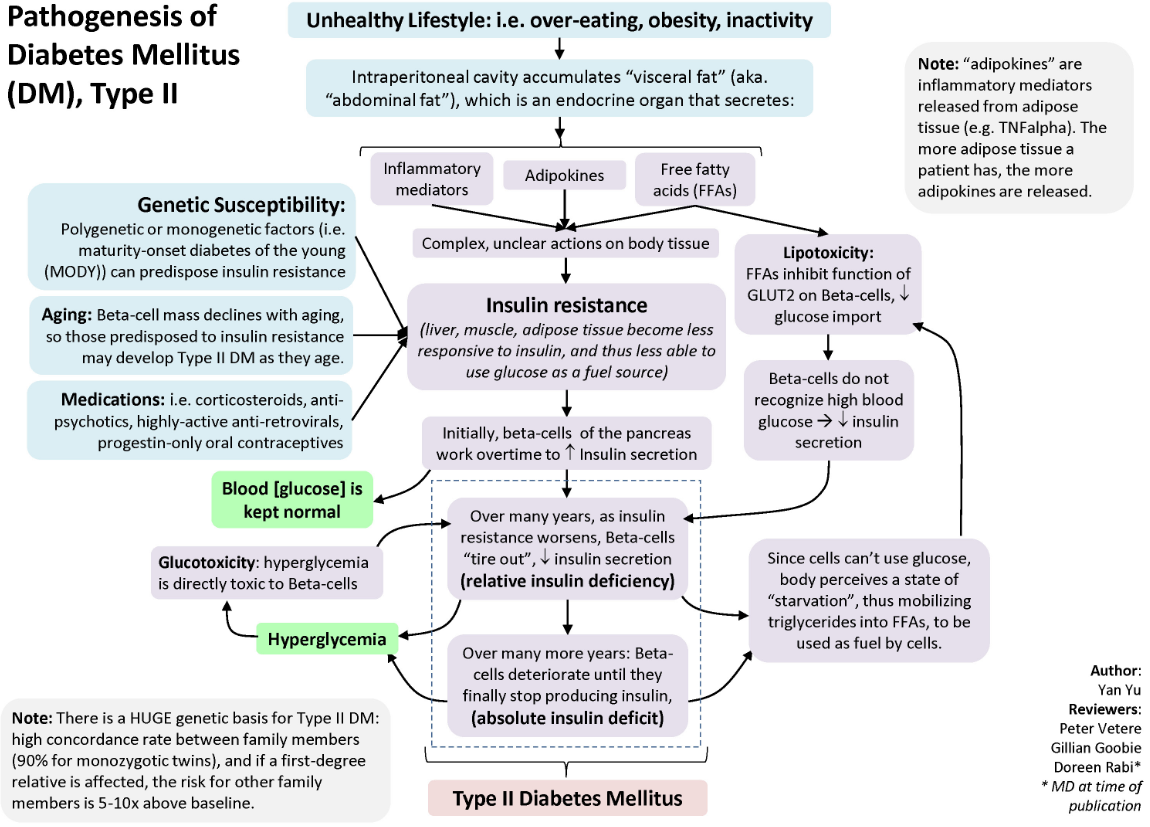 Pathogenesis of
Diabetes Mellitus
(DM), Type II
Unhealthy Lifestyle: i.e. over-eating, obesity, inactivity
Intraperitoneal cavity accumulates “visceral fat” (aka.
“abdominal fat”), which is an endocrine organ that secretes:
Note: “adipokines” are
inflammatory mediators
released from adipose
tissue (e.g. TNFalpha). The
more adipose tissue a
patient has, the more
adipokines are released.
Inflammatory
mediators
Adipokines
Free fatty
acids (FFAs)
Genetic Susceptibility:
Polygenetic or monogenetic factors (i.e.
maturity-onset diabetes of the young
(MODY)) can predispose insulin resistance
Complex, unclear actions on body tissue
Lipotoxicity:
FFAs inhibit function of
GLUT2 on Beta-cells, ↓
glucose import
Aging: Beta-cell mass declines with aging,
so those predisposed to insulin resistance
may develop Type II DM as they age.
Insulin resistance
(liver, muscle, adipose tissue become less
responsive to insulin, and thus less able to
use glucose as a fuel source)
Medications: i.e. corticosteroids, anti-
psychotics, highly-active anti-retrovirals,
progestin-only oral contraceptives
Beta-cells do not
recognize high blood
glucose → ↓ insulin
secretion
Initially, beta-cells of the pancreas
work overtime to ↑ Insulin secretion
Blood [glucose] is
kept normal
Over many years, as insulin
resistance worsens, Beta-cells
“tire out”, ↓ insulin secretion
(relative insulin deficiency)
Glucotoxicity: hyperglycemia
is directly toxic to Beta-cells
Since cells can’t use glucose,
body perceives a state of
“starvation”, thus mobilizing
triglycerides into FFAs, to be
used as fuel by cells.
Hyperglycemia
Over many more years: Beta-
cells deteriorate until they
finally stop producing insulin,
(absolute insulin deficit)
Note: There is a HUGE genetic basis for Type II DM:
high concordance rate between family members
(90% for monozygotic twins), and if a first-degree
relative is affected, the risk for other family
members is 5-10x above baseline.
Type II Diabetes Mellitus
Author:
Yan Yu
Reviewers:
Peter Vetere
Gillian Goobie
Doreen Rabi*
* MD at time of
publication